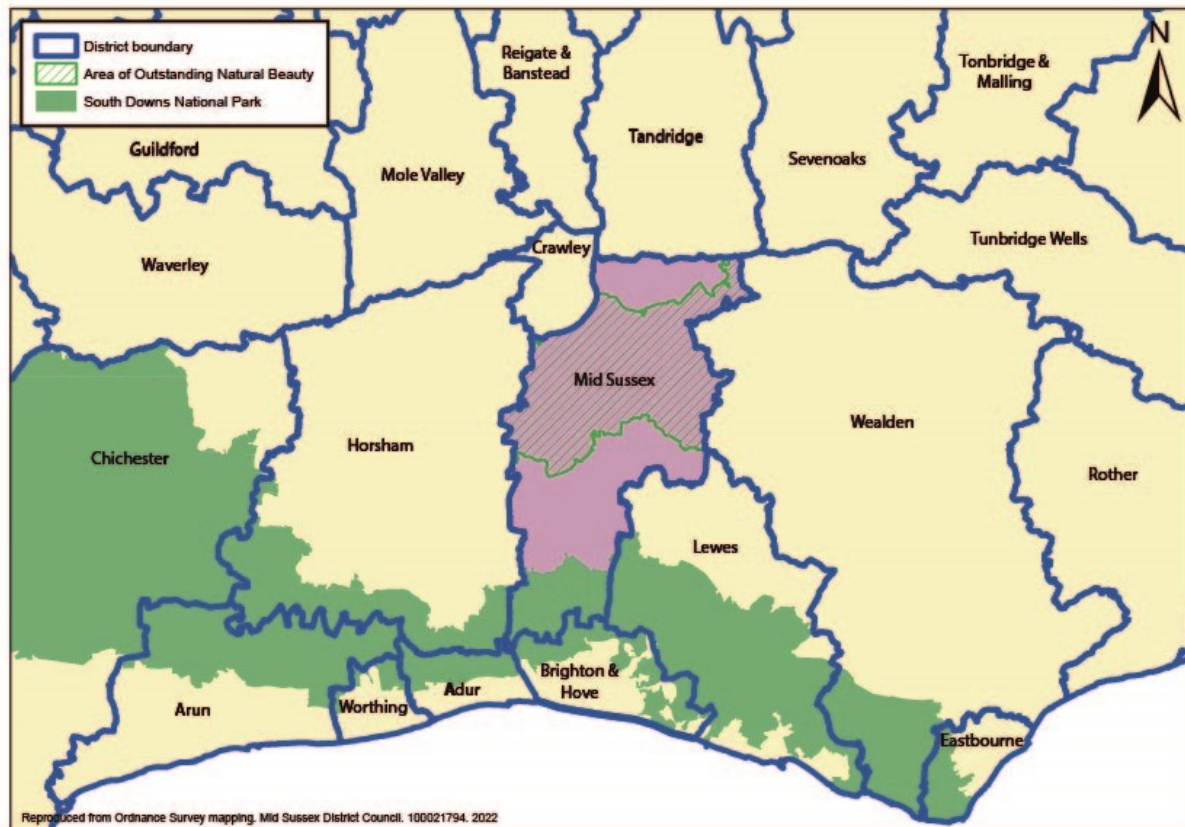 District boundary
Area of Outstanding Natural Beauty
South Downs National Park
Reigate &
Banstead
Tonbridge &
Malling
N
Guildford
Mole Valley
Tandridge
Sevenoaks
Waverley
Crawley
Tunbridge Wells
Mid Sussex
Chichester
Horsham
Wealden
Rother
Lewes
Arun
Worthing
Adur
Brighton &
Hove
Eastbourne
Reproduced from Ordnance Survey mapping. Mid Sussex District Council. 100021794. 2022